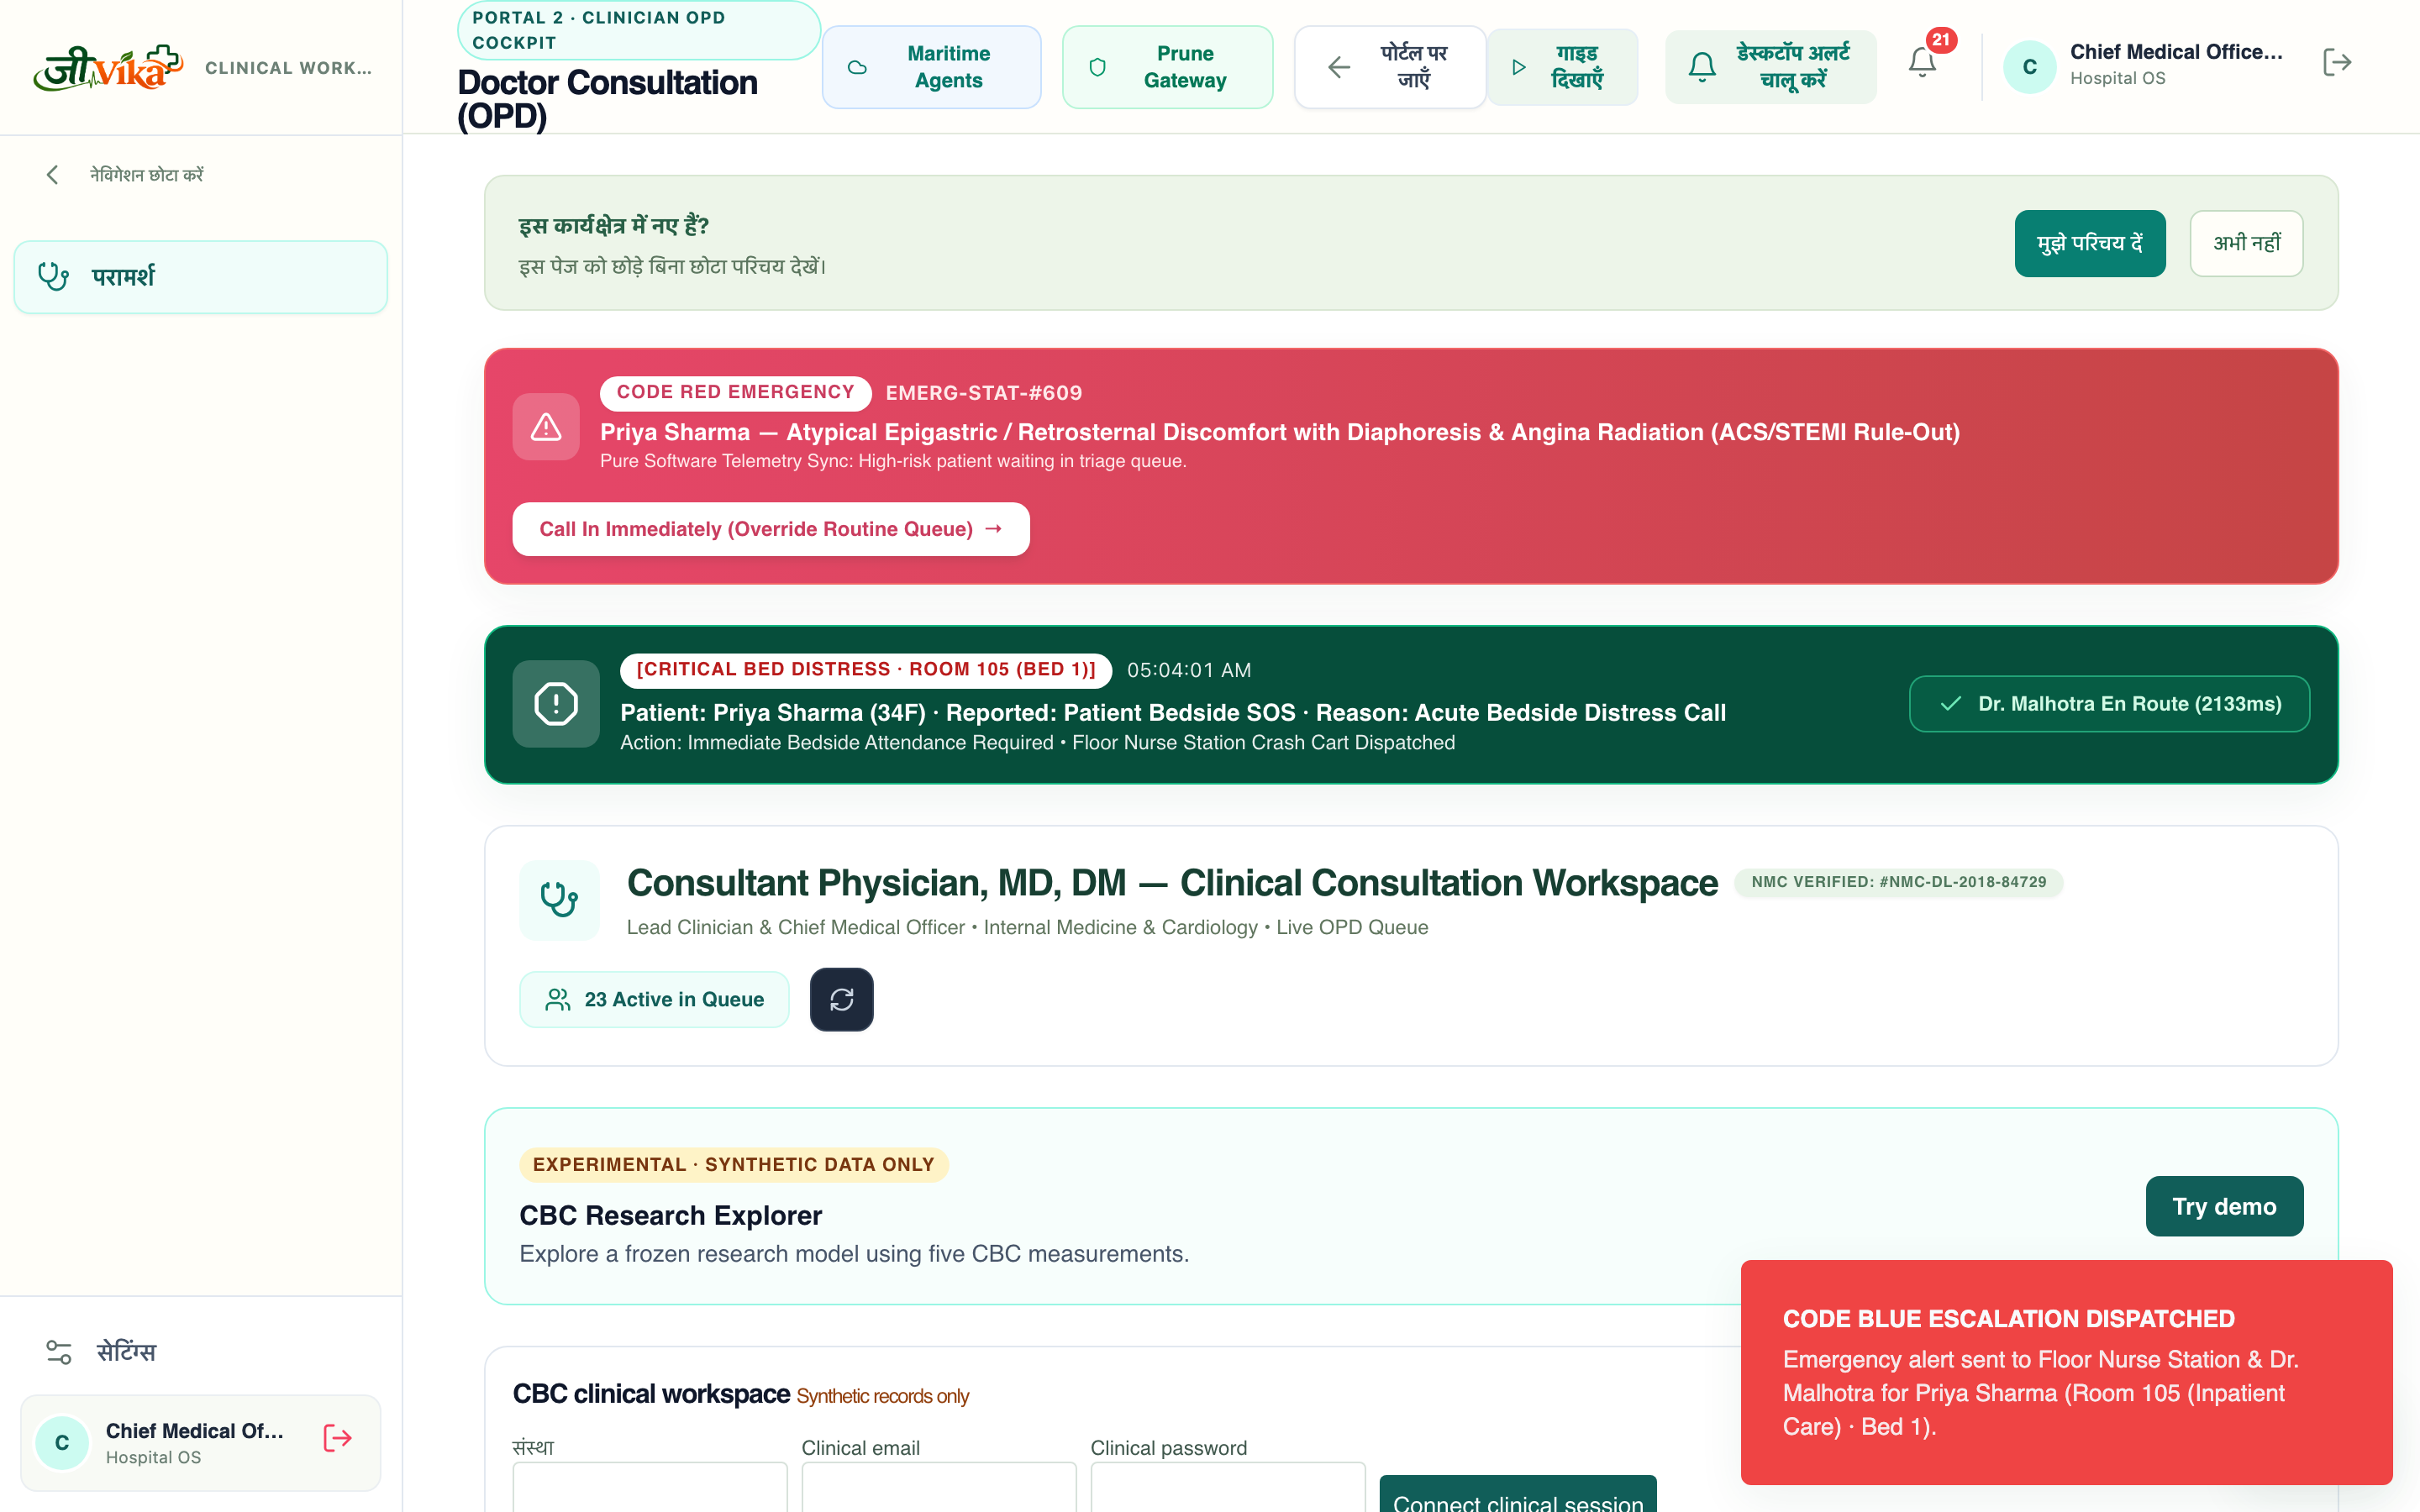 जीvika
CLINICAL WORK...
नेविगेशन छोटा करें
परामर्श
सेटिंग्स
C
Chief Medical Of...
Hospital OS
PORTAL 2 · CLINICIAN OPD
COCKPIT
Doctor Consultation
(OPD)
Maritime
Agents
Prune
Gateway
पोर्टल पर
जाएँ
गाइड
दिखाएँ
डेस्कटॉप अलर्ट
चालू करें
21
C
Chief Medical Office...
Hospital OS
इस कार्यक्षेत्र में नए हैं?
इस पेज को छोड़े बिना छोटा परिचय देखें।
मुझे परिचय दें
अभी नहीं
CODE RED EMERGENCY EMERG-STAT-#609
Priya Sharma — Atypical Epigastric / Retrosternal Discomfort with Diaphoresis & Angina Radiation (ACS/STEMI Rule-Out)
Pure Software Telemetry Sync: High-risk patient waiting in triage queue.
Call In Immediately (Override Routine Queue) →
[CRITICAL BED DISTRESS · ROOM 105 (BED 1)] 05:04:01 AM
Patient: Priya Sharma (34F) · Reported: Patient Bedside SOS · Reason: Acute Bedside Distress Call
Action: Immediate Bedside Attendance Required • Floor Nurse Station Crash Cart Dispatched
Dr. Malhotra En Route (2133ms)
Consultant Physician, MD, DM — Clinical Consultation Workspace NMC VERIFIED: #NMC-DL-2018-84729
Lead Clinician & Chief Medical Officer • Internal Medicine & Cardiology • Live OPD Queue
23 Active in Queue
EXPERIMENTAL · SYNTHETIC DATA ONLY
CBC Research Explorer
Explore a frozen research model using five CBC measurements.
Try demo
CBC clinical workspace Synthetic records only
संस्था
Clinical email
Clinical password
Connect clinical session
CODE BLUE ESCALATION DISPATCHED
Emergency alert sent to Floor Nurse Station & Dr.
Malhotra for Priya Sharma (Room 105 (Inpatient
Care) · Bed 1).